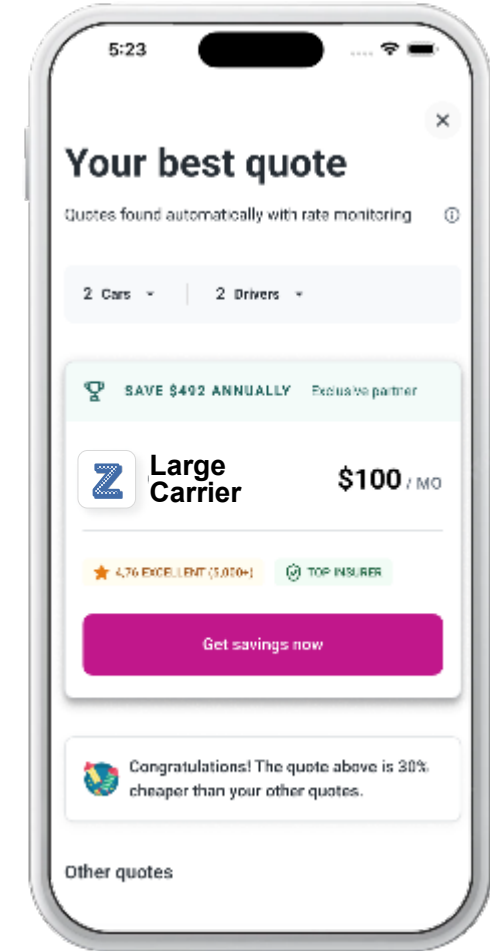 5:23
Your best quote
Quotes found automatically with rate monitoring
2 Cars 2 Drivers
SAVE $492 ANNUALLY Exclusive partner
Z Large
Carrier
$100 / MO
4.76 EXCELLENT (5,000+) TOP INSURER
Get savings now
Congratulations! The quote above is 30%
cheaper than your other quotes.
Other quotes